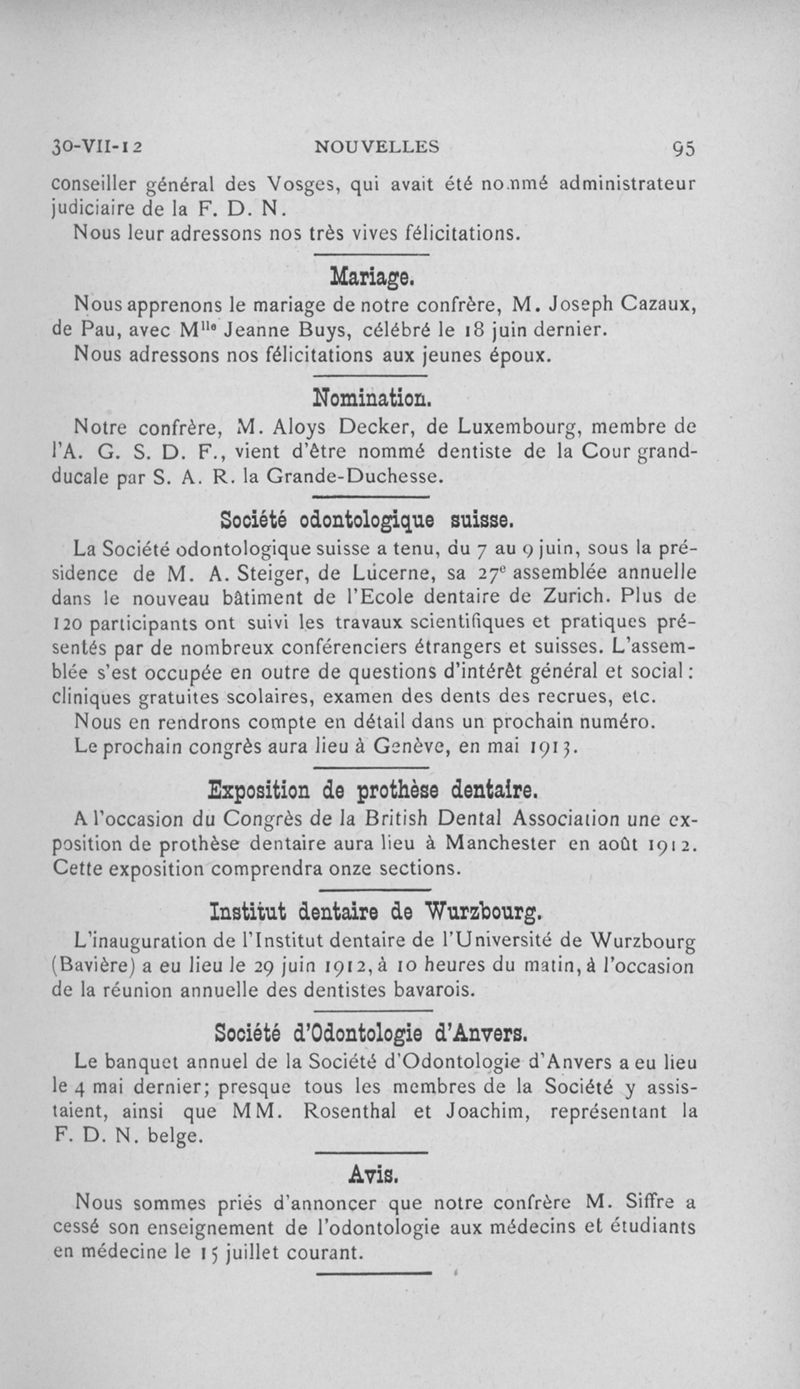 30-VII-12 NOUVELLES 95
conseiller général des Vosges, qui avait été nommé administrateur
judiciaire de la F. D. N.
Nous leur adressons nos très vives félicitations.
Mariage.
Nous apprenons le mariage de notre confrère, M. Joseph Cazaux,
de Pau, avec Mlle Jeanne Buys, célébré le 18 juin dernier.
Nous adressons nos félicitations aux jeunes époux.
Nomination.
Notre confrère, M. Aloys Decker, de Luxembourg, membre de
l'A. G. S. D. F., vient d'être nommé dentiste de la Cour grand-
ducale par S. A. R. la Grande-Duchesse.
Société odontologique suisse.
La Société odontologique suisse a tenu, du 7 au 9 juin, sous la pré-
sidence de M. A. Steiger, de Lucerne, sa 27e assemblée annuelle
dans le nouveau bâtiment de l'Ecole dentaire de Zurich. Plus de
120 participants ont suivi les travaux scientifiques et pratiques pré-
sentés par de nombreux conférenciers étrangers et suisses. L'assem-
blée s'est occupée en outre de questions d'intérêt général et social :
cliniques gratuites scolaires, examen des dents des recrues, etc.
Nous en rendrons compte en détail dans un prochain numéro.
Le prochain congrès aura lieu à Genève, en mai 1913.
Exposition de prothèse dentaire.
A l'occasion du Congrès de la British Dental Association une ex-
position de prothèse dentaire aura lieu à Manchester en août 1912.
Cette exposition comprendra onze sections.
Institut dentaire de Wurzbourg.
L'inauguration de l'Institut dentaire de l'Université de Wurzbourg
(Bavière) a eu lieu le 29 juin 1912, à 10 heures du matin, à l'occasion
de la réunion annuelle des dentistes bavarois.
Société d'Odontologie d'Anvers.
Le banquet annuel de la Société d'Odontologie d'Anvers a eu lieu
le 4 mai dernier; presque tous les membres de la Société y assis-
taient, ainsi que MM. Rosenthal et Joachim, représentant la
F. D. N. belge.
Avis.
Nous sommes priés d'annoncer que notre confrère M. Siffre a
cessé son enseignement de l'odontologie aux médecins et étudiants
en médecine le 15 juillet courant.